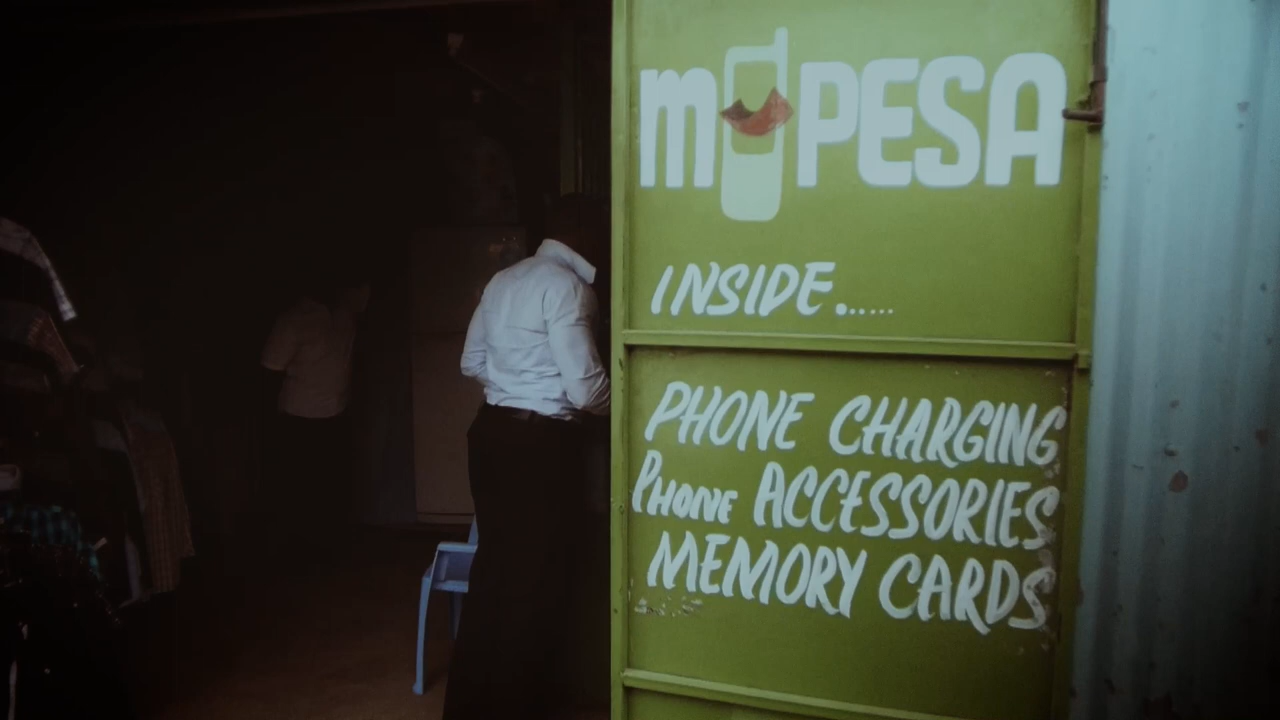 m PESA
INSIDE......
PHONE CHARGING
PHONE ACCESSORIES
MEMORY CARDS